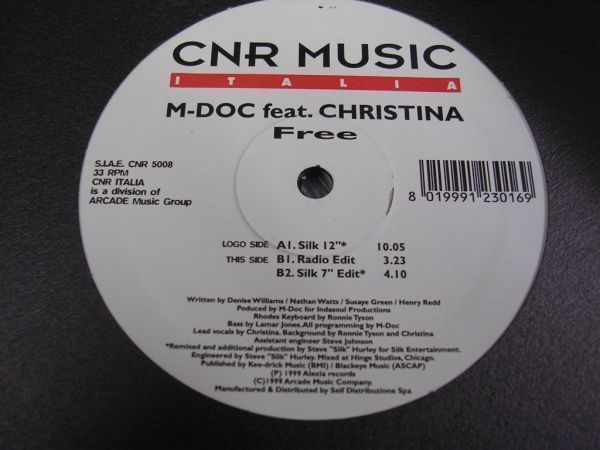 CNR MUSIC
ITALIA
M-DOC feat. CHRISTINA
Free
S.I.A.E. CNR 5008
33 RPM
CNR ITALIA
is a division of
ARCADE Music Group
8 019991 230169
LOGO SIDE A1. Silk 12"* 10.05
THIS SIDE B1. Radio Edit 3.23
B2. Silk 7" Edit* 4.10
Written by Denise Williams / Nathan Watts / Susaye Green / Henry Redd
Poduced by M-Doc for Indasoul Productions
Rhodes Keyboard by Ronnie Tyson
Bass by Lamar Jones. All programming by M-Doc
Lead vocals by Christina. Background by Ronnie Tyson and Christina
Assistant engineer Steve Johnson
*Remixed and additional production by Steve "Silk" Hurley for Silk Entertainment.
Engineered by Steve "Silk" Hurley. Mixed at Hinge Studios, Chicago.
Published by Kee-drick Music (BMI) / Blackeye Music (ASCAP)
(P) 1999 Alexia records
(C)1999 Arcade Music Company.
Manufactured & Distributed by Self Distribuzione Spa